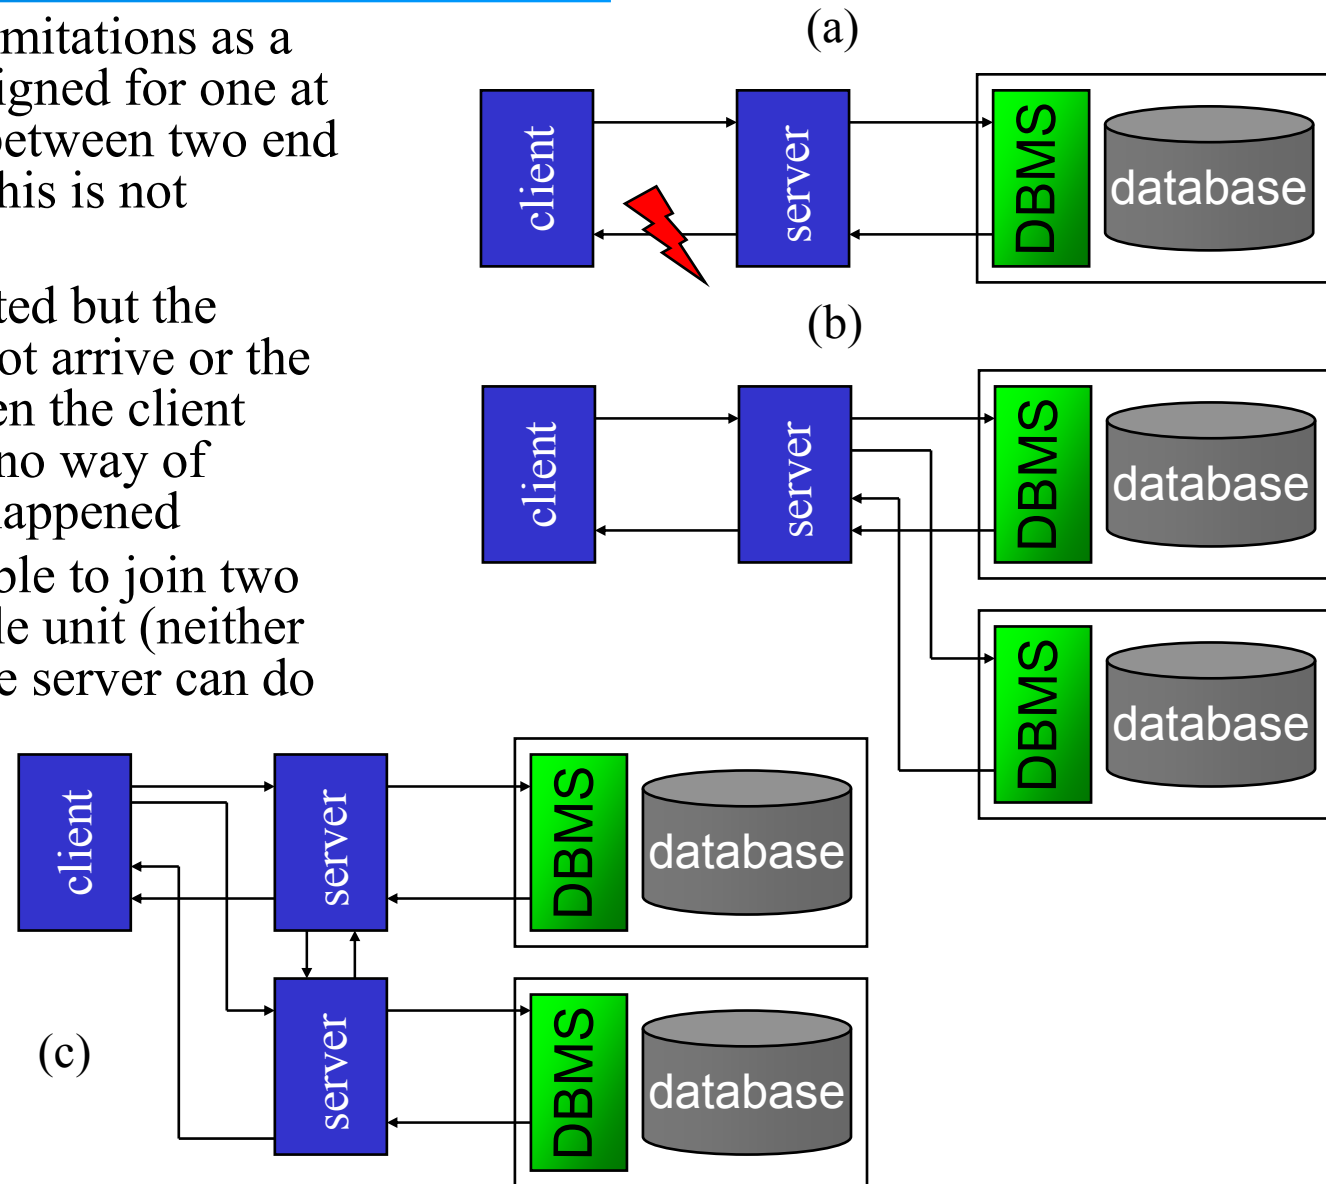 mitations as a
igned for one at
between two end
his is not
ted but the
ot arrive or the
en the client
no way of
happened
ble to join two
le unit (neither
e server can do
(a)
client
server
DBMS
database
(b)
client
server
DBMS
database
DBMS
database
client
server
DBMS
database
(c)
server
DBMS
database